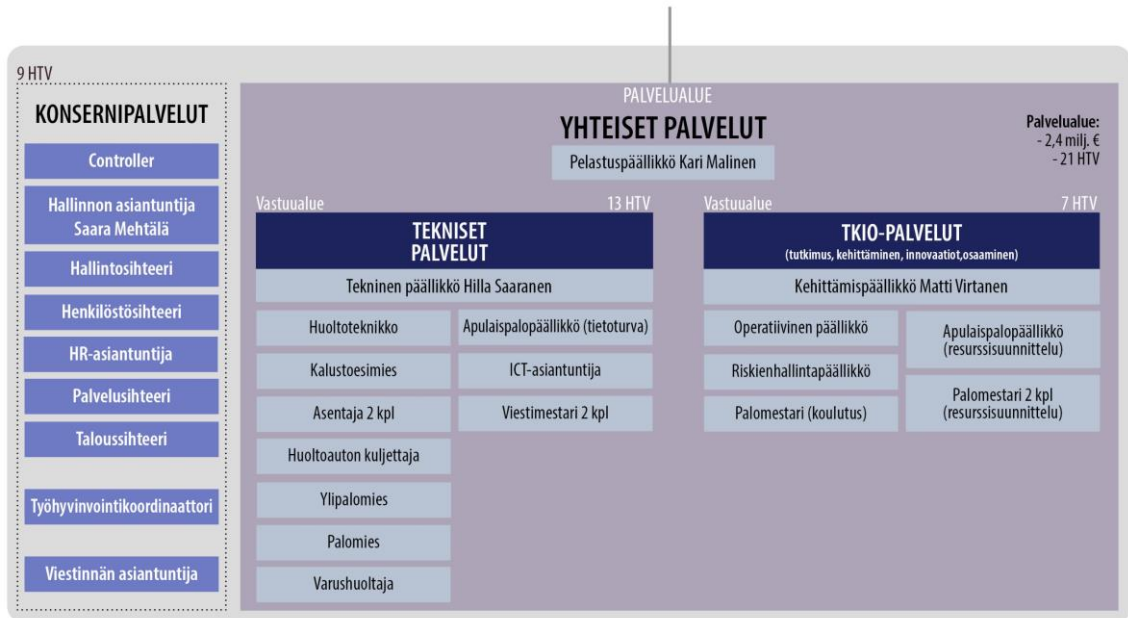 9 HTV
KONSERNIPALVELUT
Controller
Hallinnon asiantuntija
Saara Mehtälä
Hallintosihteeri
Henkilöstösihteeri
HR-asiantuntija
Palvelusihteeri
Taloussihteeri
Työhyvinvointikoordinaattori
Viestinnän asiantuntija
PALVELUALUE
YHTEISET PALVELUT
Pelastuspäällikkö Kari Malinen
Palvelualue:
- 2,4 milj. €
- 21 HTV
Vastuualue 13 HTV
TEKNISET
PALVELUT
Tekninen päällikkö Hilla Saaranen
Huoltoteknikko
Kalustoesimies
Asentaja 2 kpl
Huoltoauton kuljettaja
Ylipalomies
Palomies
Varushuoltaja
Apulaispalopäällikkö (tietoturva)
ICT-asiantuntija
Viestimestari 2 kpl
Vastuualue 7 HTV
TKIO-PALVELUT
(tutkimus, kehittäminen, innovaatiot,osaaminen)
Kehittämispäällikkö Matti Virtanen
Operatiivinen päällikkö
Riskienhallintapäällikkö
Palomestari (koulutus)
Apulaispalopäällikkö
(resurssisuunnittelu)
Palomestari 2 kpl
(resurssisuunnittelu)